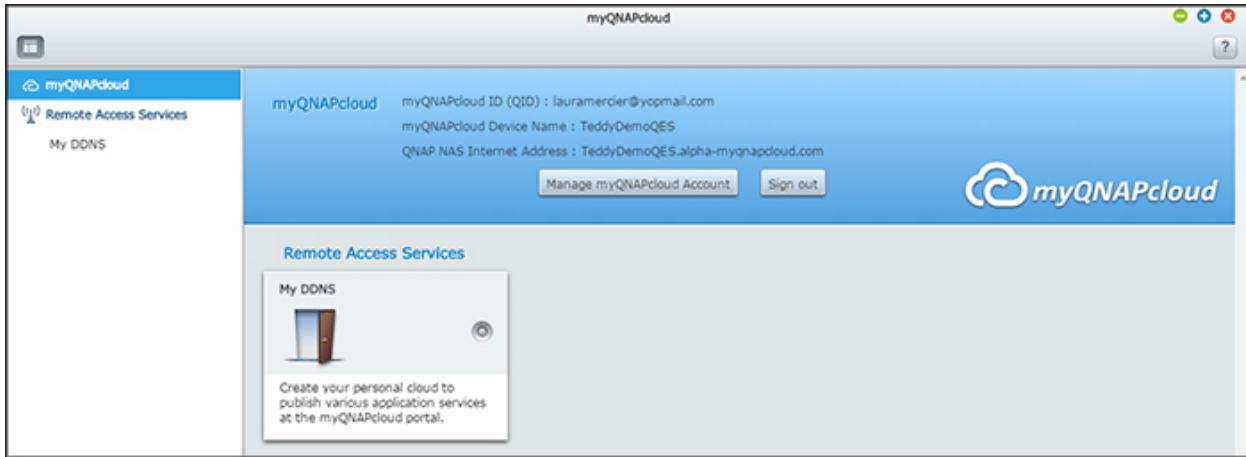 myQNAPcloud
?
myQNAPcloud
Remote Access Services
My DDNS
myQNAPcloud
myQNAPcloud ID (QID) : lauramercier@yopmail.com
myQNAPcloud Device Name : TeddyDemoQES
QNAP NAS Internet Address : TeddyDemoQES.alpha-myqnapcloud.com
Manage myQNAPcloud Account
Sign out
myQNAPcloud
Remote Access Services
My DDNS
Create your personal cloud to
publish various application services
at the myQNAPcloud portal.